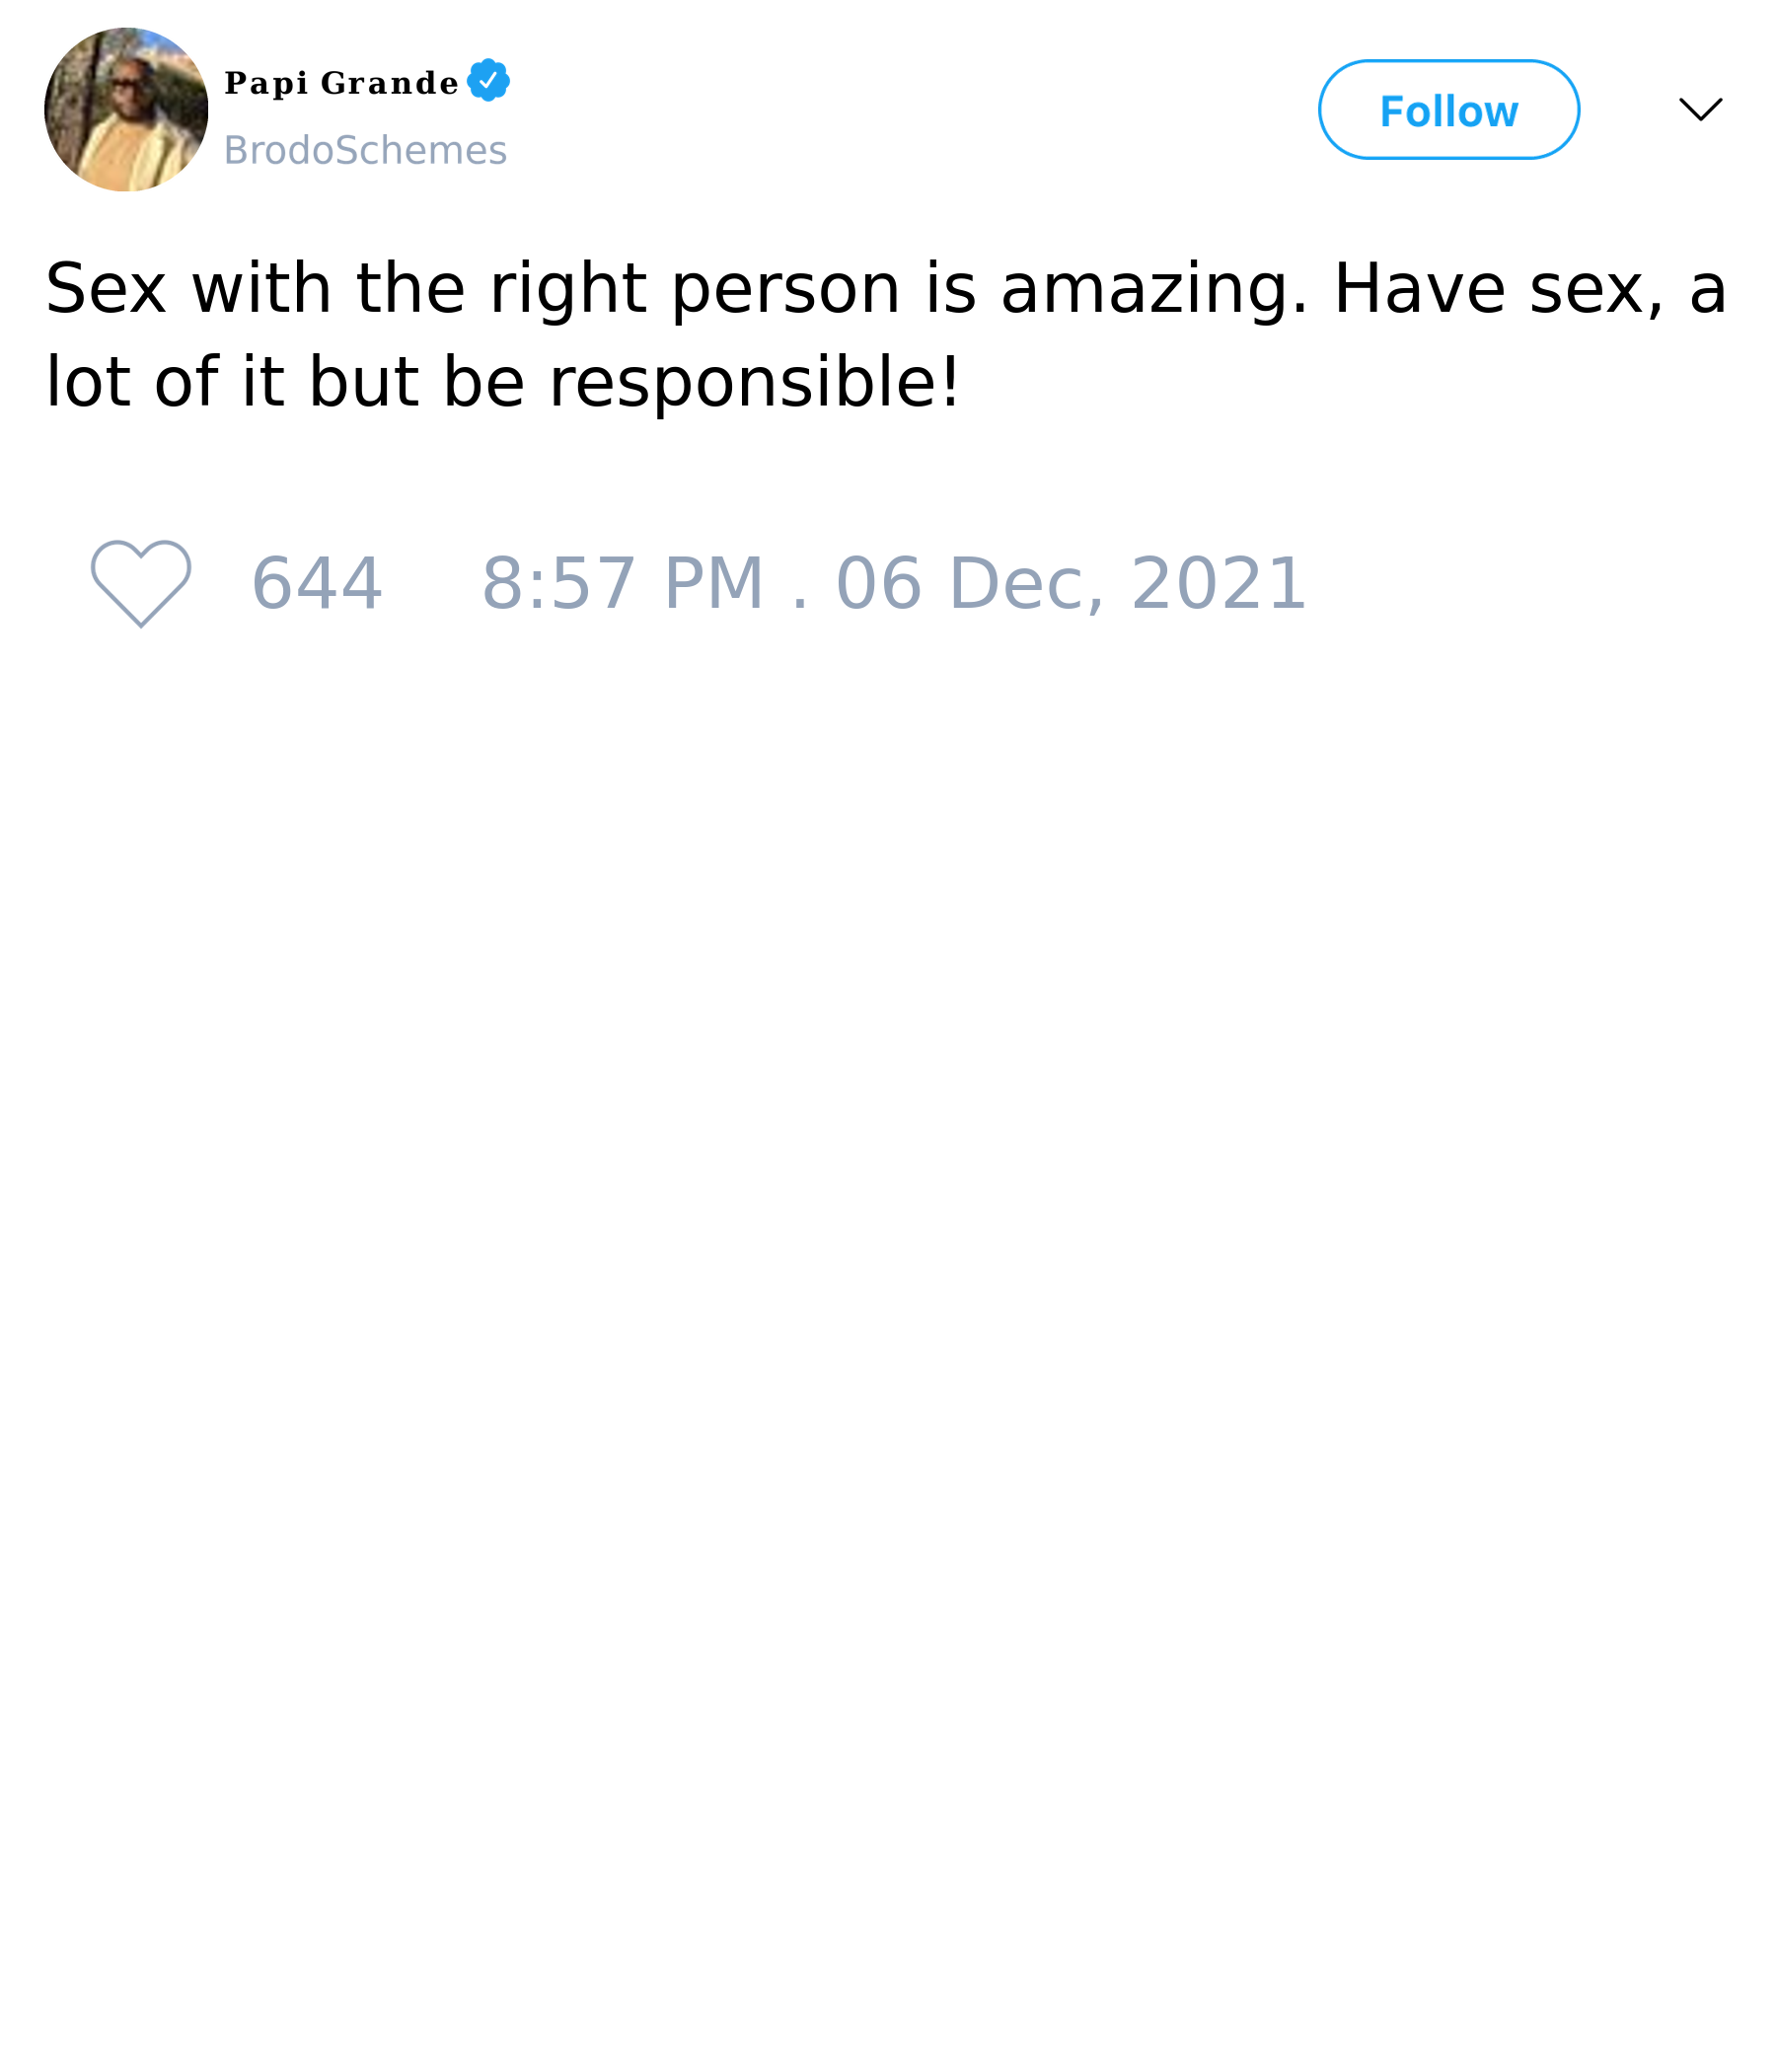 Papi Grande
BrodoSchemes
Follow
Sex with the right person is amazing. Have sex, a
lot of it but be responsible!
644 8:57 PM . 06 Dec, 2021